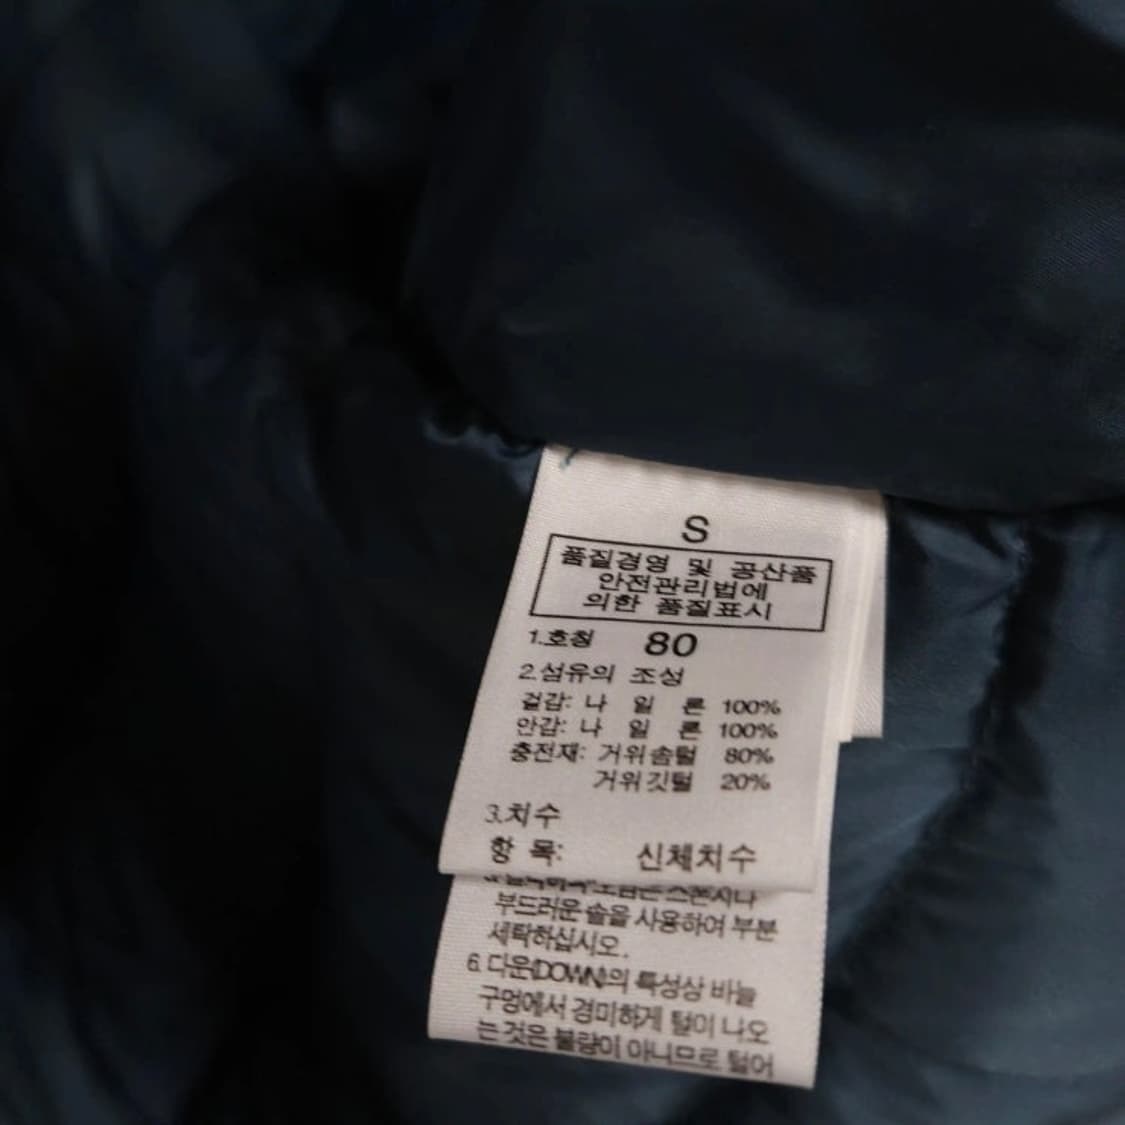 S
품질경영 및 공산품
안전관리법에
의한 품질표시
1.호칭 80
2.섬유의 조성
겉감: 나 일 론 100%
안감: 나 일 론 100%
충전재: 거위솜털 80%
거위깃털 20%
3.치수
항 목: 신체치수
부드러운 솔을 사용하여 부분
세탁하십시오.
6. 다운(DOWN)의 특성상 바늘
구멍에서 경미하게 털이 나오
는 것은 불량이 아니므로 털어